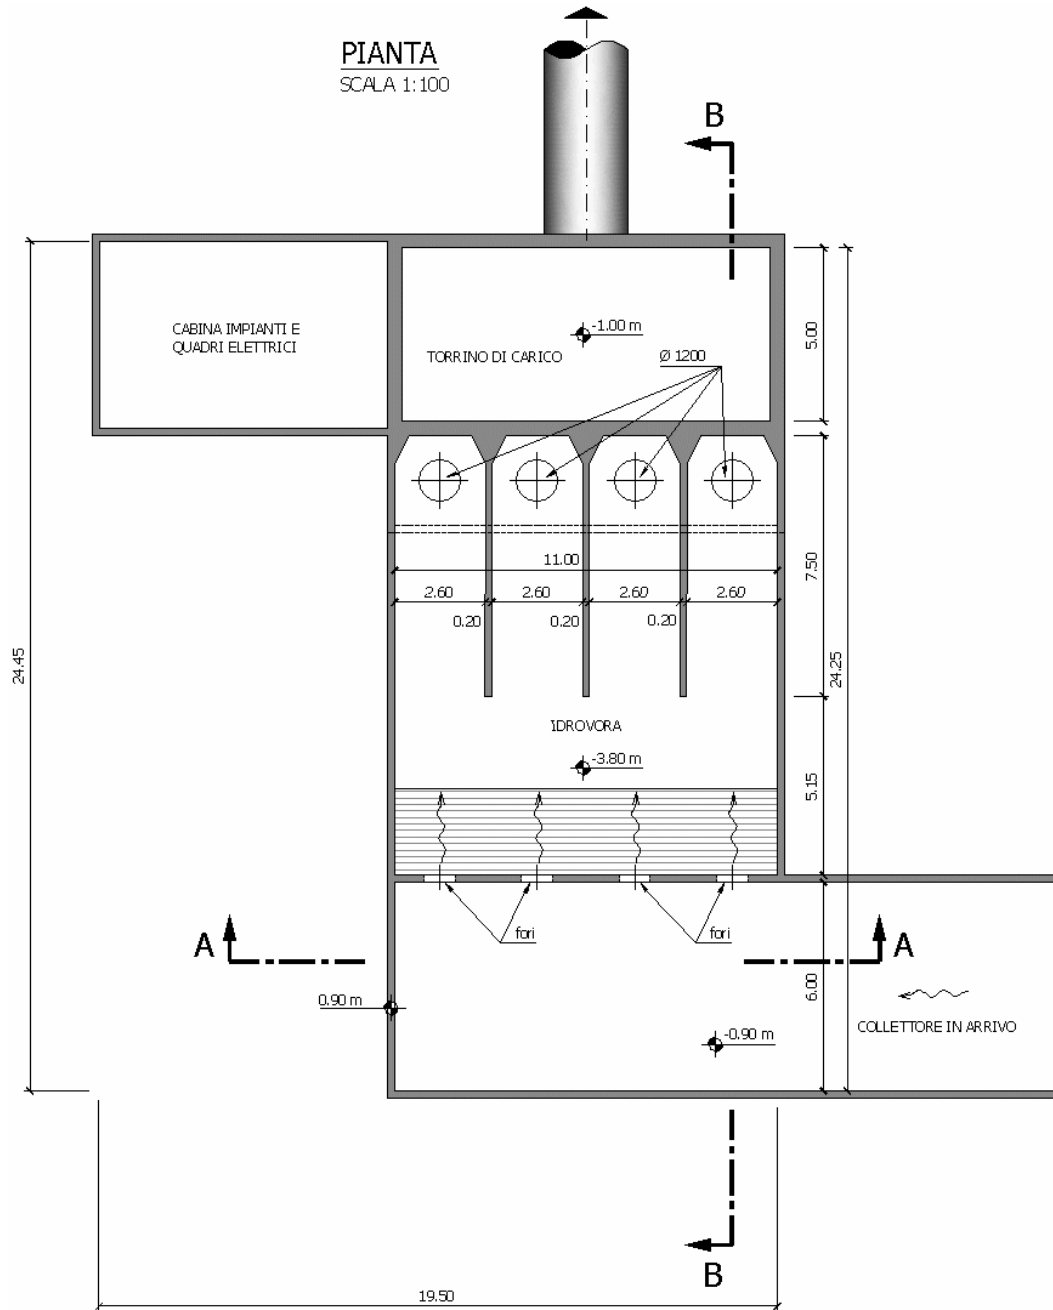 PIANTA
SCALA 1:100
B
CABINA IMPIANTI E
QUADRI ELETTRICI
-1.00 m
TORRINO DI CARICO
Ø 1200
5.00
11.00
7.50
2.60
2.60
2.60
2.60
0.20
0.20
0.20
24.45
24.25
IDROVORA
-3.80 m
5.15
fori
fori
A
A
0.90 m
6.00
-0.90 m
COLLETTORE IN ARRIVO
B
19.50